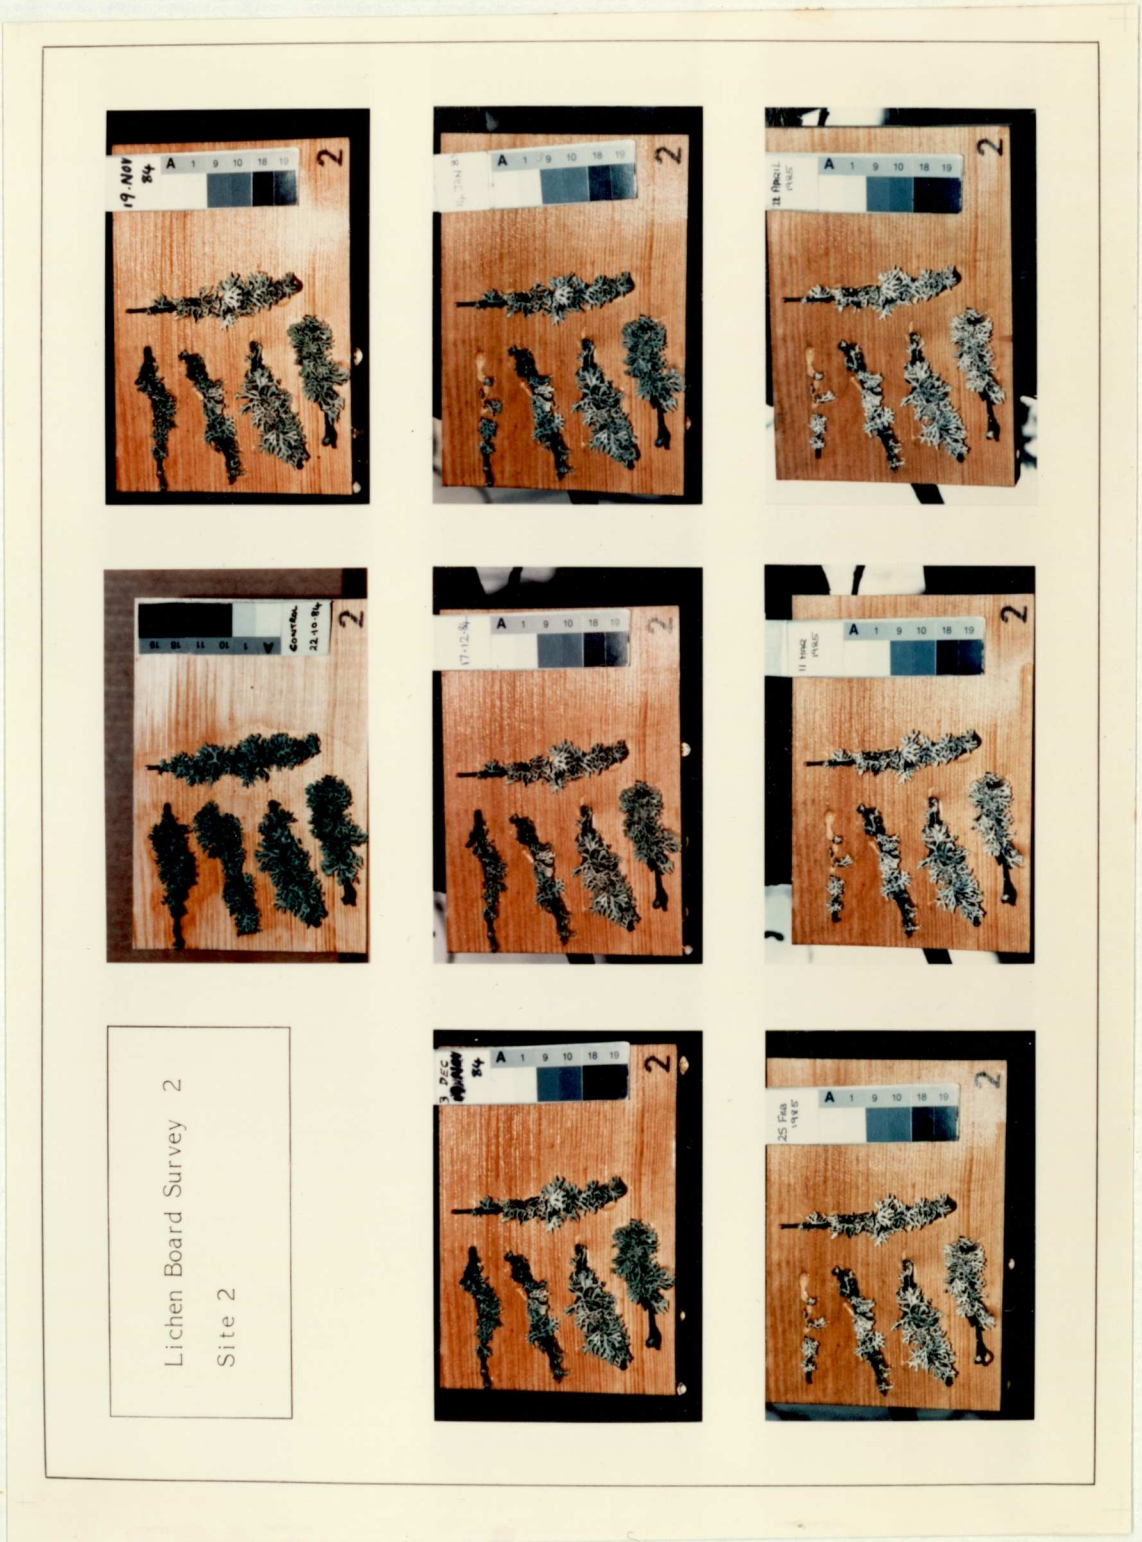 Lichen Board Survey 2
Site 2
CONTROL
22.10.84
A 1 10 11 18 19
2
19.NOV
84
A 1 9 10 18 19
2
3 DEC
84
A 1 9 10 18 19
2
17.12.84
A 1 9 10 18 19
2
14 JAN 8
A 1 9 10 18 19
2
25 FEB
1985
A 1 9 10 18 19
2
11 MAR
1985
A 1 9 10 18 19
2
APRIL
1985
A 1 9 10 18 19
2